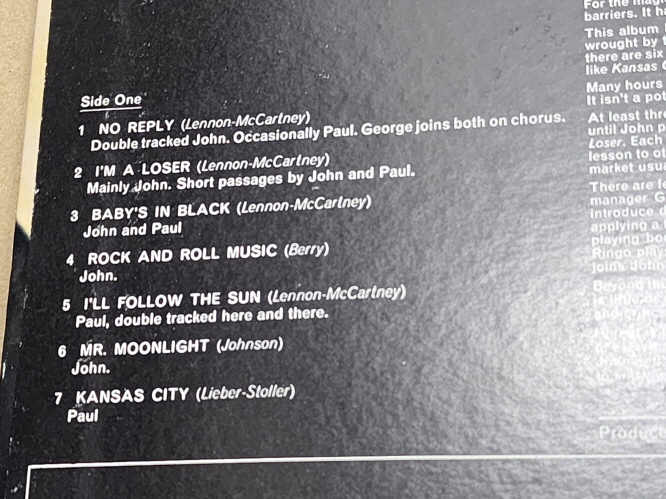 Side One
1 NO REPLY (Lennon-McCartney)
Double tracked John. Occasionally Paul. George joins both on chorus.
2 I'M A LOSER (Lennon-McCartney)
Mainly John. Short passages by John and Paul.
3 BABY'S IN BLACK (Lennon-McCartney)
John and Paul
4 ROCK AND ROLL MUSIC (Berry)
John.
5 I'LL FOLLOW THE SUN (Lennon-McCartney)
Paul, double tracked here and there.
6 MR. MOONLIGHT (Johnson)
John.
7 KANSAS CITY (Lieber-Stoller)
Paul
For the
barriers. It
This album
wrought by
there are six
like Kansas
Many hours
It isn't a
At least
until John
Loser. Each
lesson to
market
There are
manager
introduce
applying a
playing
Ringo
joins John